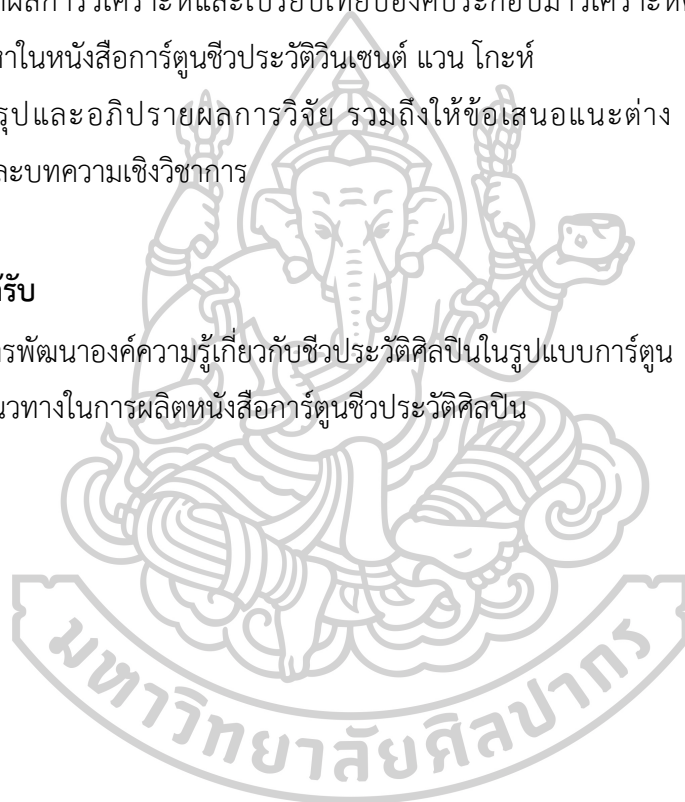 ผลการวิเคราะห์และเปรียบเทียบองค์ประกอบมาวิเคราะห์
หาในหนังสือการ์ตูนชีวประวัติวินเซนต์ แวน โกะห์
รุปและอภิปรายผลการวิจัย รวมถึงให้ข้อเสนอแนะต่าง
ละบทความเชิงวิชาการ
รับ
รพัฒนาองค์ความรู้เกี่ยวกับชีวประวัติศิลปินในรูปแบบการ์ตูน
นวทางในการผลิตหนังสือการ์ตูนชีวประวัติศิลปิน
มหาวิทยาลัยศิลปากร